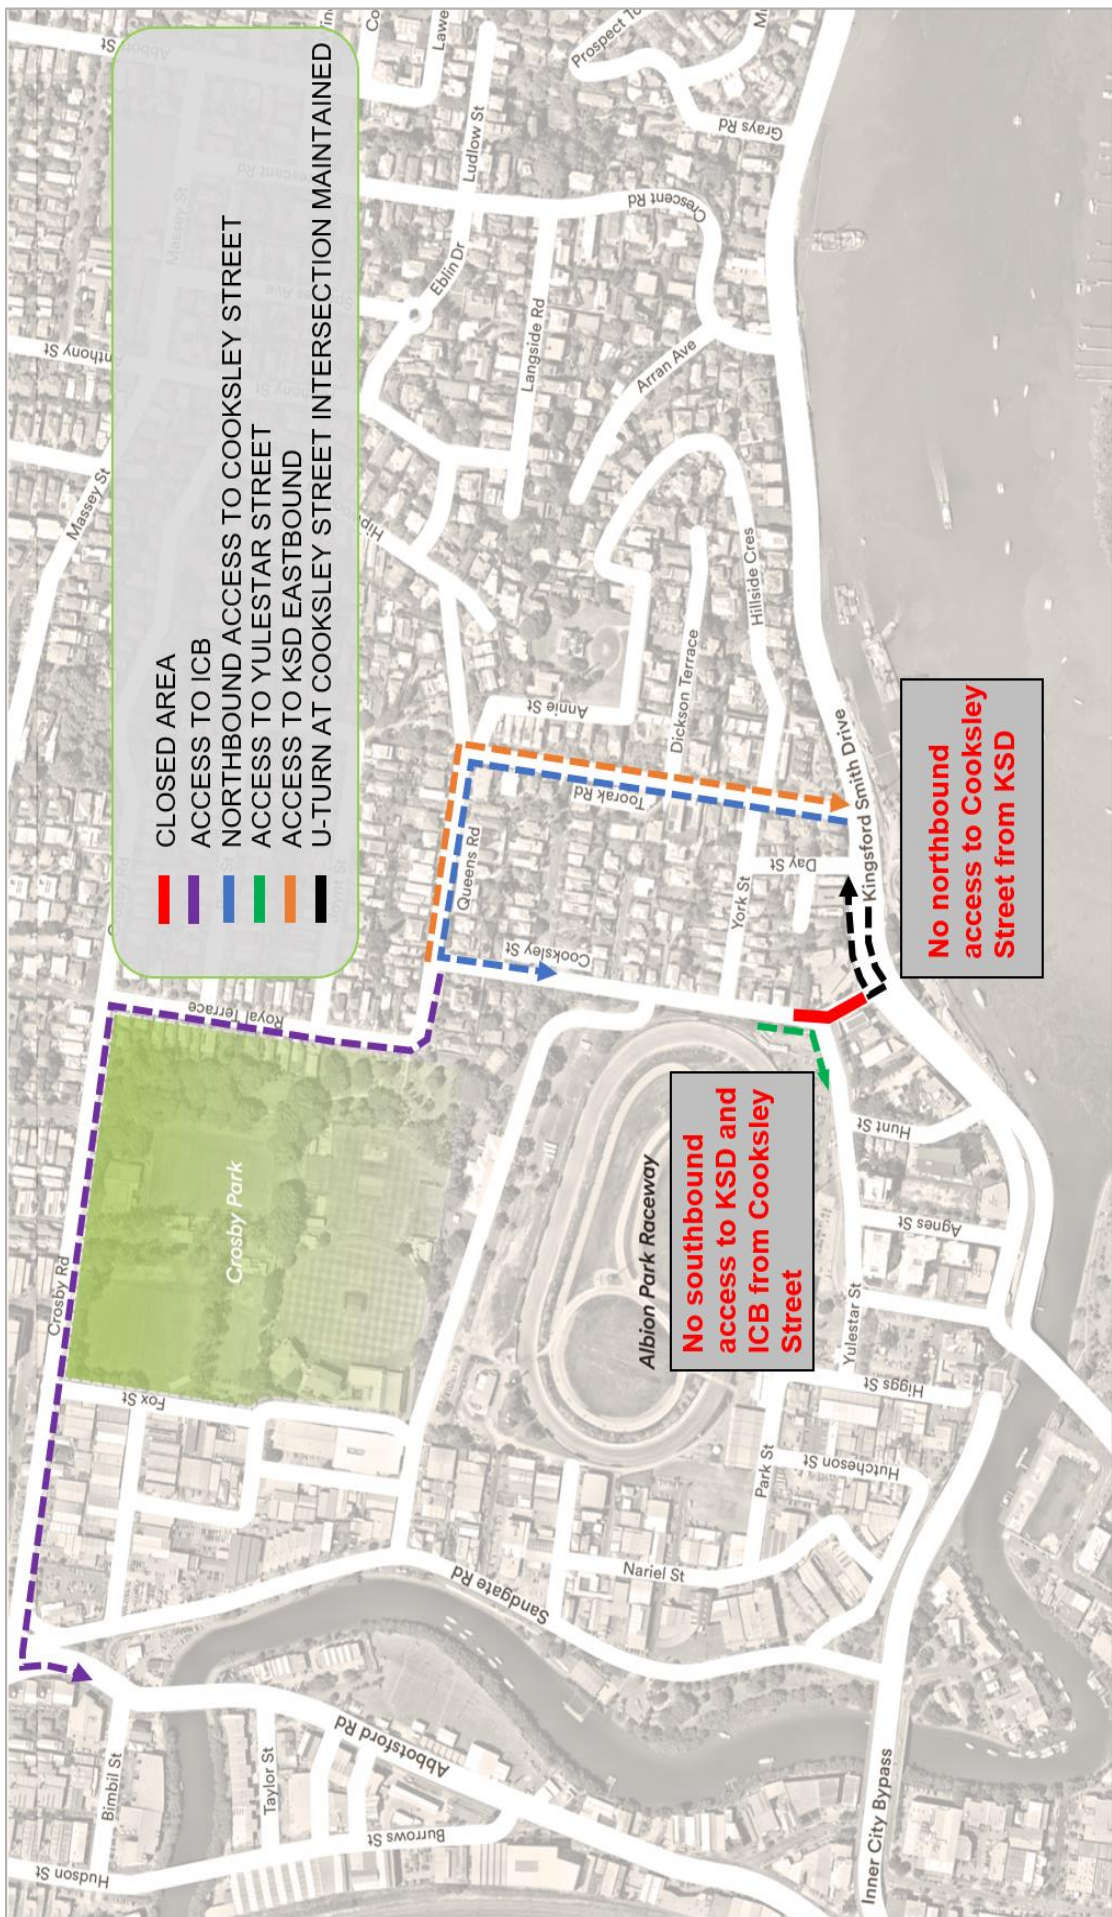 CLOSED AREA
ACCESS TO ICB
NORTHBOUND ACCESS TO COOKSLEY STREET
ACCESS TO YULESTAR STREET
ACCESS TO KSD EASTBOUND
U-TURN AT COOKSLEY STREET INTERSECTION MAINTAINED
No southbound
access to KSD and
ICB from Cooksley
Street
No northbound
access to Cooksley
Street from KSD
Hudson St
Bimbil St
Taylor St
Burrows St
Abbotsford Rd
Sandgate Rd
Inner City Bypass
Nariel St
Park St
Hutcheson St
Higgs St
Yulestar St
Agnes St
Hunt St
Albion Park Raceway
Crosby Park
Crosby Rd
Fox St
Royal Terrace
Cooksley St
Queens Rd
York St
Day St
Toorak Rd
Kingsford Smith Drive
Annie St
Dickson Terrace
Hillside Cres
Massey St
Massey St
Anthony St
Abbott St
Langside Rd
Arran Ave
Eblin Dr
Ludlow St
Crescent Rd
Crescent Rd
Grays Rd
Prospect